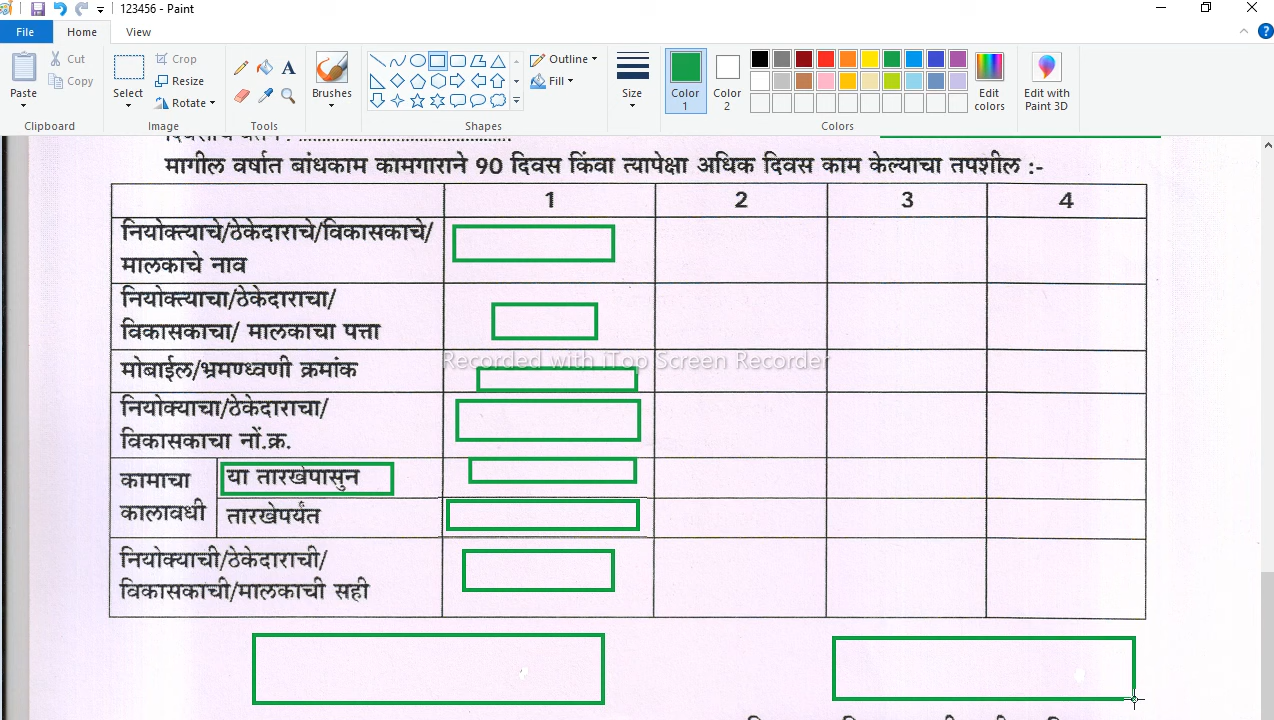 123456 - Paint
File Home View
Paste
Cut
Copy
Clipboard
Select
Crop
Resize
Rotate
Image
Tools
Brushes
Shapes
Outline
Fill
Size
Color 1
Color 2
Edit colors
Colors
Edit with Paint 3D
मागील वर्षात बांधकाम कामगाराने 90 दिवस किंवा त्यापेक्षा अधिक दिवस काम केल्याचा तपशील :-
1 2 3 4
नियोक्त्याचे/ठेकेदाराचे/विकासकाचे/
मालकाचे नाव
नियोक्त्याचा/ठेकेदाराचा/
विकासकाचा/ मालकाचा पत्ता
Recorded with iTop Screen Recorder
मोबाईल/भ्रमण्ध्वणी क्रमांक
नियोक्याचा/ठेकेदाराचा/
विकासकाचा नों.क्र.
कामाचा या तारखेपासुन
कालावधी तारखेपर्यंत
नियोक्याची/ठेकेदाराची/
विकासकाची/मालकाची सही